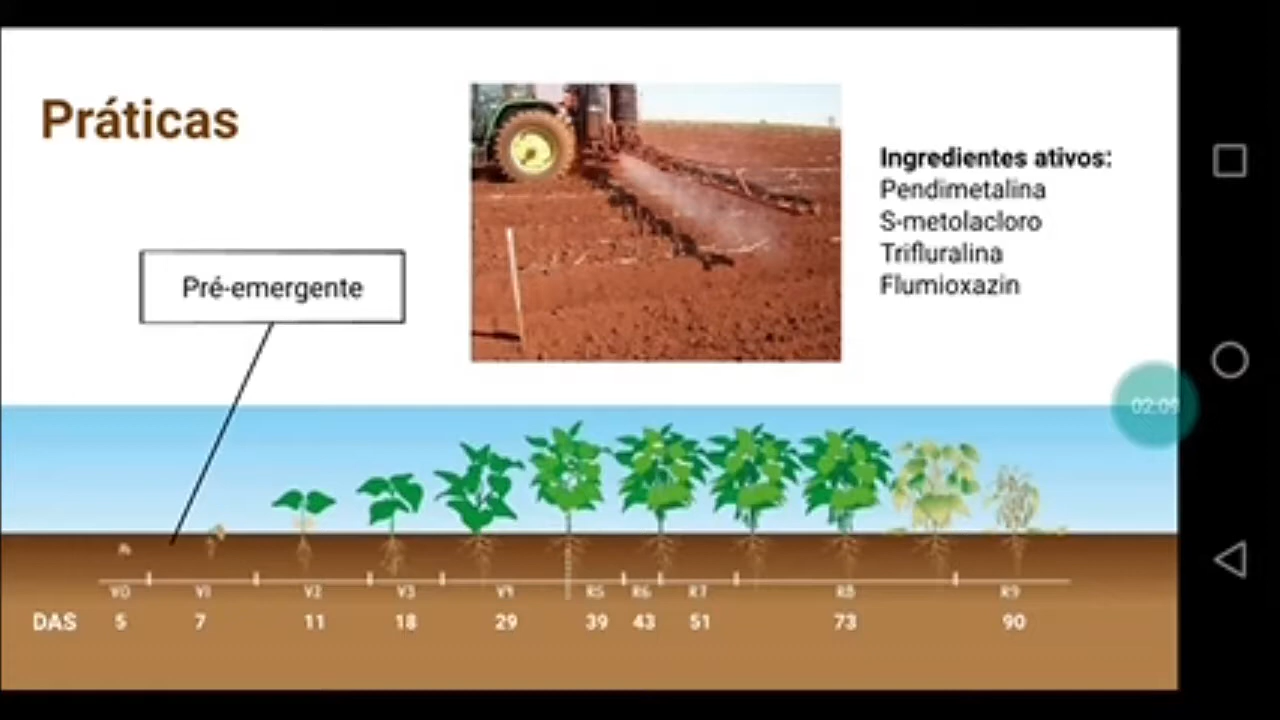 Práticas
Ingredientes ativos:
Pendimetalina
S-metolacloro
Trifluralina
Flumioxazin
Pré-emergente
02:09
V0 V1 V2 V3 V4 R5 R6 R7 R8 R9
DAS 5 7 11 18 29 39 43 51 73 90